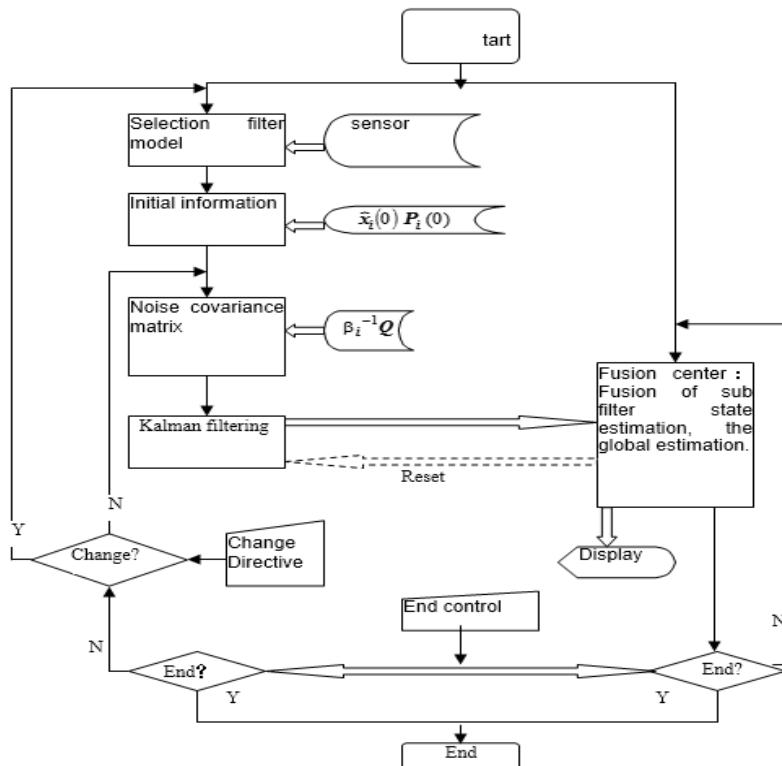 tart
Selection filter
model
sensor
Initial information
x̂ᵢ(0) Pᵢ(0)
Noise covariance
matrix
βᵢ⁻¹Q
Kalman filtering
Fusion center：
Fusion of sub
filter state
estimation, the
global estimation.
Reset
Y
N
Change?
Change
Directive
Display
End control
N
N
End?
Y
End?
Y
End